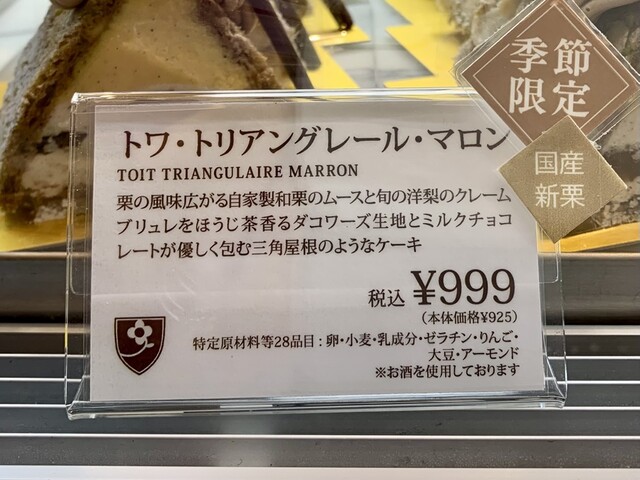 季節
限定
国産
新栗
トワ・トリアングレール・マロン
TOIT TRIANGULAIRE MARRON
栗の風味広がる自家製和栗のムースと旬の洋梨のクレーム
ブリュレをほうじ茶香るダコワーズ生地とミルクチョコ
レートが優しく包む三角屋根のようなケーキ
税込 ¥999
(本体価格¥925)
特定原材料等28品目:卵・小麦・乳成分・ゼラチン・りんご・
大豆・アーモンド
※お酒を使用しております